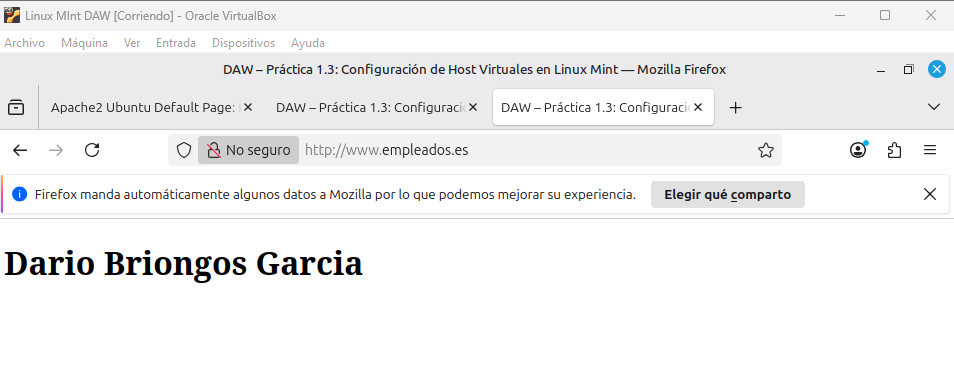 Linux MInt DAW [Corriendo] - Oracle VirtualBox
Archivo Máquina Ver Entrada Dispositivos Ayuda
DAW – Práctica 1.3: Configuración de Host Virtuales en Linux Mint — Mozilla Firefox
Apache2 Ubuntu Default Page: DAW – Práctica 1.3: Configuraci DAW – Práctica 1.3: Configuraci
No seguro http://www.empleados.es
Firefox manda automáticamente algunos datos a Mozilla por lo que podemos mejorar su experiencia. Elegir qué comparto
Dario Briongos Garcia